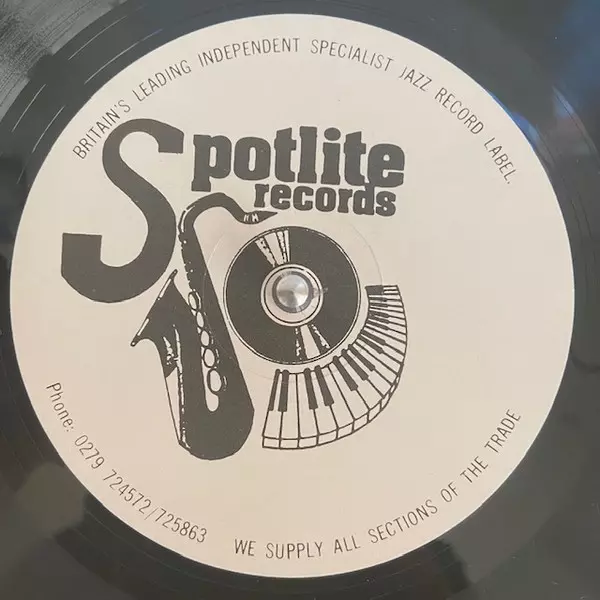 BRITAIN'S LEADING INDEPENDENT SPECIALIST JAZZ RECORD LABEL.
Spotlite
records
Phone: 0279 724572/725863
WE SUPPLY ALL SECTIONS OF THE TRADE